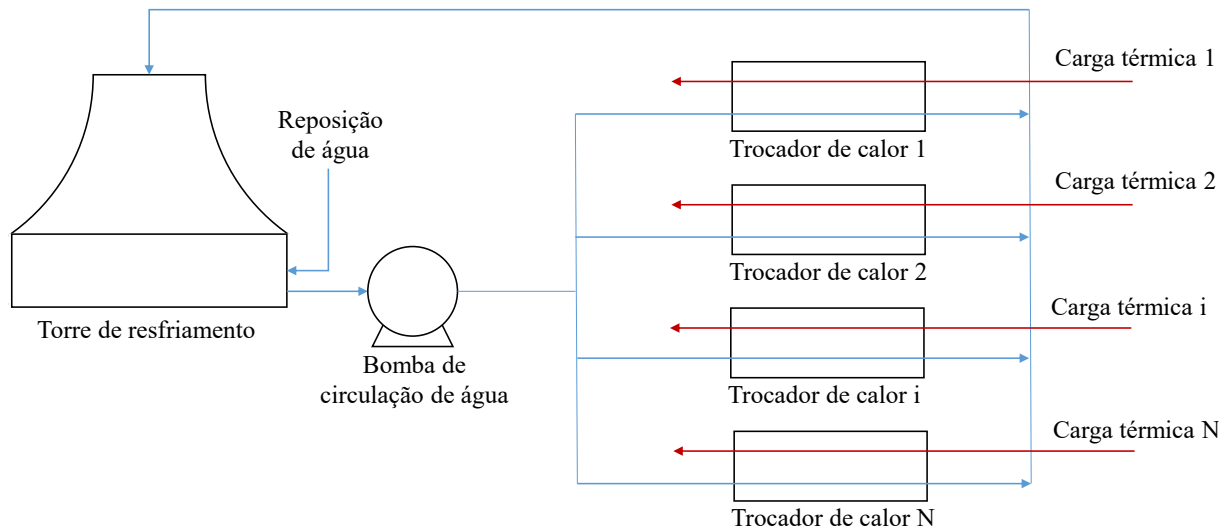 Carga térmica 1
Reposição
de água
Trocador de calor 1
Carga térmica 2
Trocador de calor 2
Carga térmica i
Torre de resfriamento
Bomba de
circulação de água
Trocador de calor i
Carga térmica N
Trocador de calor N